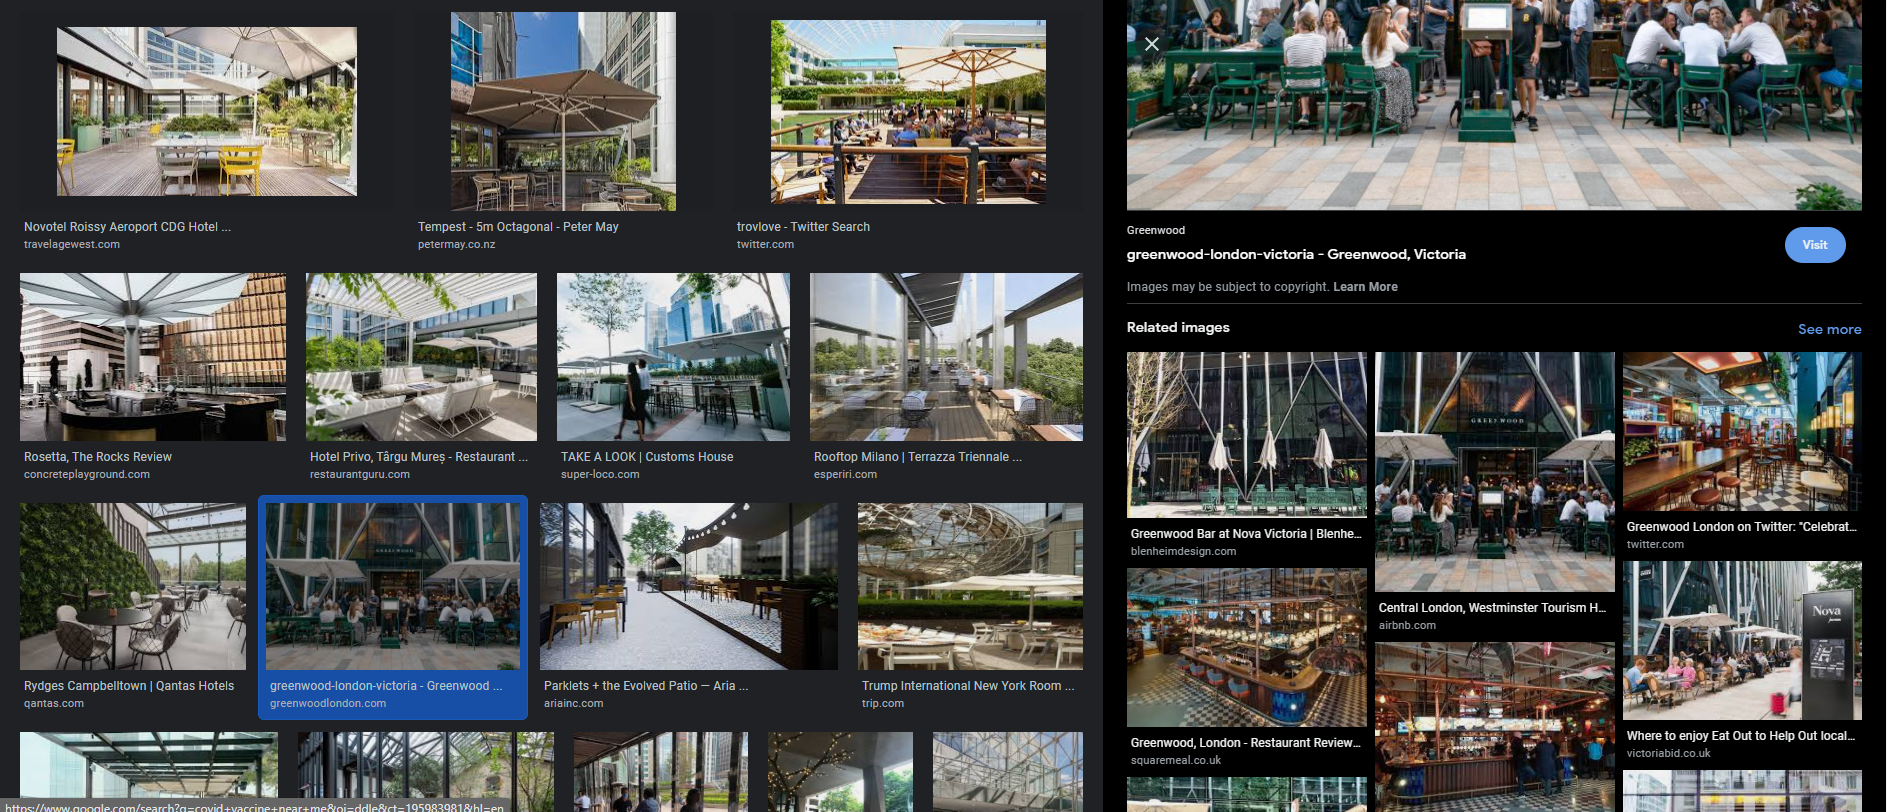 Novotel Roissy Aeroport CDG Hotel ...
travelagewest.com
Tempest - 5m Octagonal - Peter May
petermay.co.nz
trovlove - Twitter Search
twitter.com
Rosetta, The Rocks Review
concreteplayground.com
Hotel Privo, Târgu Mureș - Restaurant ...
restaurantguru.com
TAKE A LOOK | Customs House
super-loco.com
Rooftop Milano | Terrazza Triennale ...
esperiri.com
GREENWOOD
Rydges Campbelltown | Qantas Hotels
qantas.com
greenwood-london-victoria - Greenwood ...
greenwoodlondon.com
Parklets + the Evolved Patio — Aria ...
ariainc.com
Trump International New York Room ...
trip.com
https://www.google.com/search?q=covid+vaccine+near+me&oi=ddle&ct=195983981&hl=en
Greenwood
greenwood-london-victoria - Greenwood, Victoria
Visit
Images may be subject to copyright. Learn More
Related images
See more
Greenwood Bar at Nova Victoria | Blenhe...
blenheimdesign.com
GREENWOOD
Central London, Westminster Tourism H...
airbnb.com
Greenwood London on Twitter: "Celebrat...
twitter.com
Greenwood, London - Restaurant Review...
squaremeal.co.uk
Nova
Where to enjoy Eat Out to Help Out local...
victoriabid.co.uk